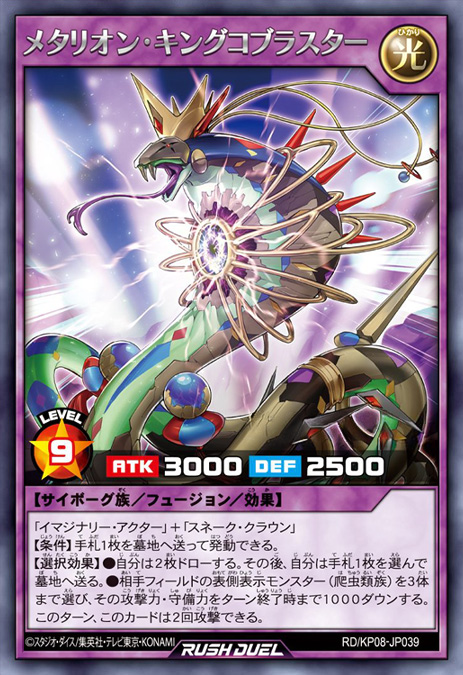 メタリオン・キングコブラスター
ひかり
光
LEVEL
9
ATK 3000 DEF 2500
【サイボーグ族／フュージョン／効果】
「イマジナリー・アクター」＋「スネーク・クラウン」
【条件】手札1枚を墓地へ送って発動できる。
【選択効果】●自分は2枚ドローする。その後、自分は手札1枚を選んで
墓地へ送る。●相手フィールドの表側表示モンスター（爬虫類族）を3体
まで選び、その攻撃力・守備力をターン終了時まで1000ダウンする。
このターン、このカードは2回攻撃できる。
©スタジオ・ダイス/集英社・テレビ東京・KONAMI
RUSH DUEL
RD/KP08-JP039